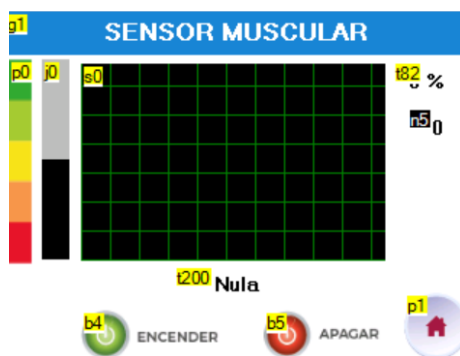 g1 SENSOR MUSCULAR
p0 j0 s0 t82 %
n5 0
t200 Nula
b4 ENCENDER b5 APAGAR p1